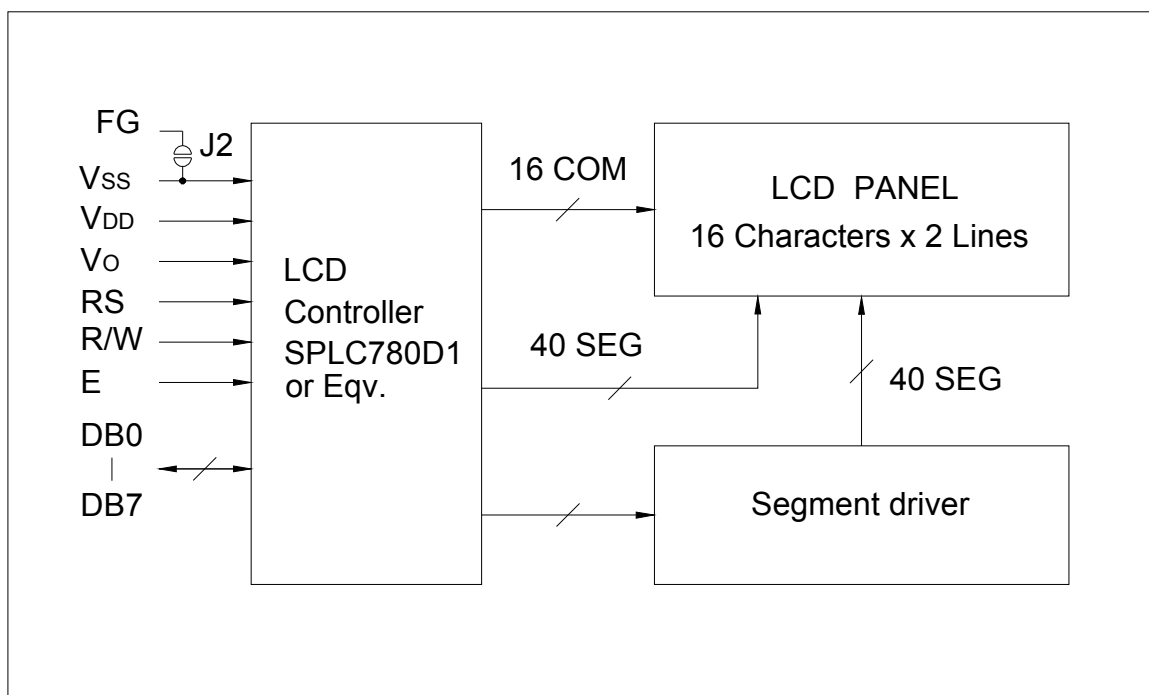 FG
J2
VSS
VDD
VO
RS
R/W
E
DB0
DB7
LCD
Controller
SPLC780D1
or Eqv.
16 COM
40 SEG
LCD PANEL
16 Characters x 2 Lines
40 SEG
Segment driver